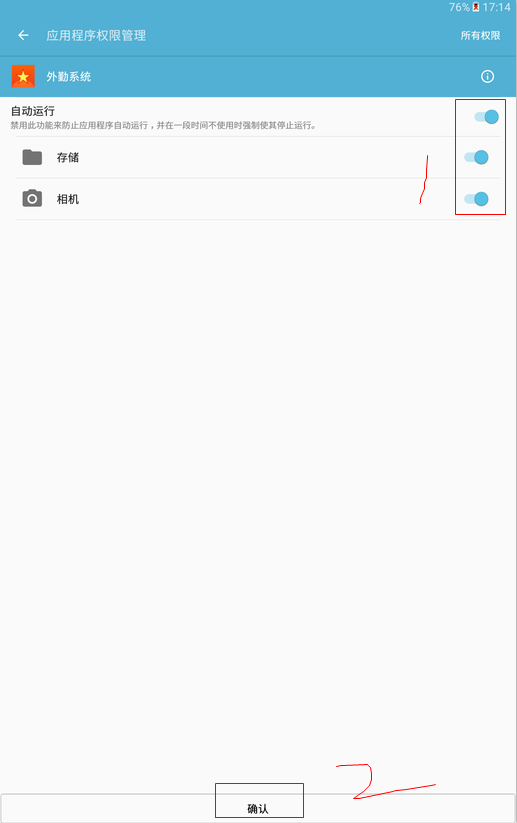 76% 17:14
应用程序权限管理 所有权限
外勤系统
自动运行
禁用此功能来防止应用程序自动运行，并在一段时间不使用时强制使其停止运行。
存储
1
相机
2
确认